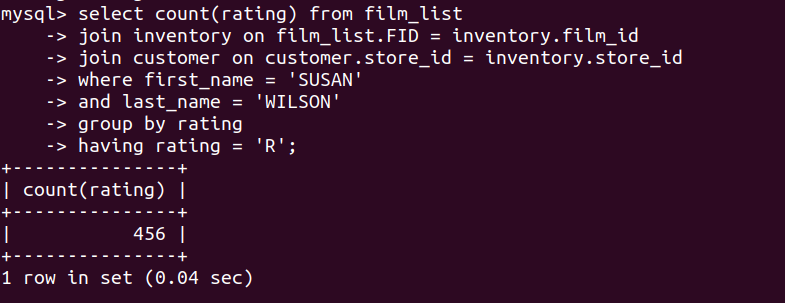 mysql> select count(rating) from film_list
    -> join inventory on film_list.FID = inventory.film_id
    -> join customer on customer.store_id = inventory.store_id
    -> where first_name = 'SUSAN'
    -> and last_name = 'WILSON'
    -> group by rating
    -> having rating = 'R';
+---------------+
| count(rating) |
+---------------+
|           456 |
+---------------+
1 row in set (0.04 sec)